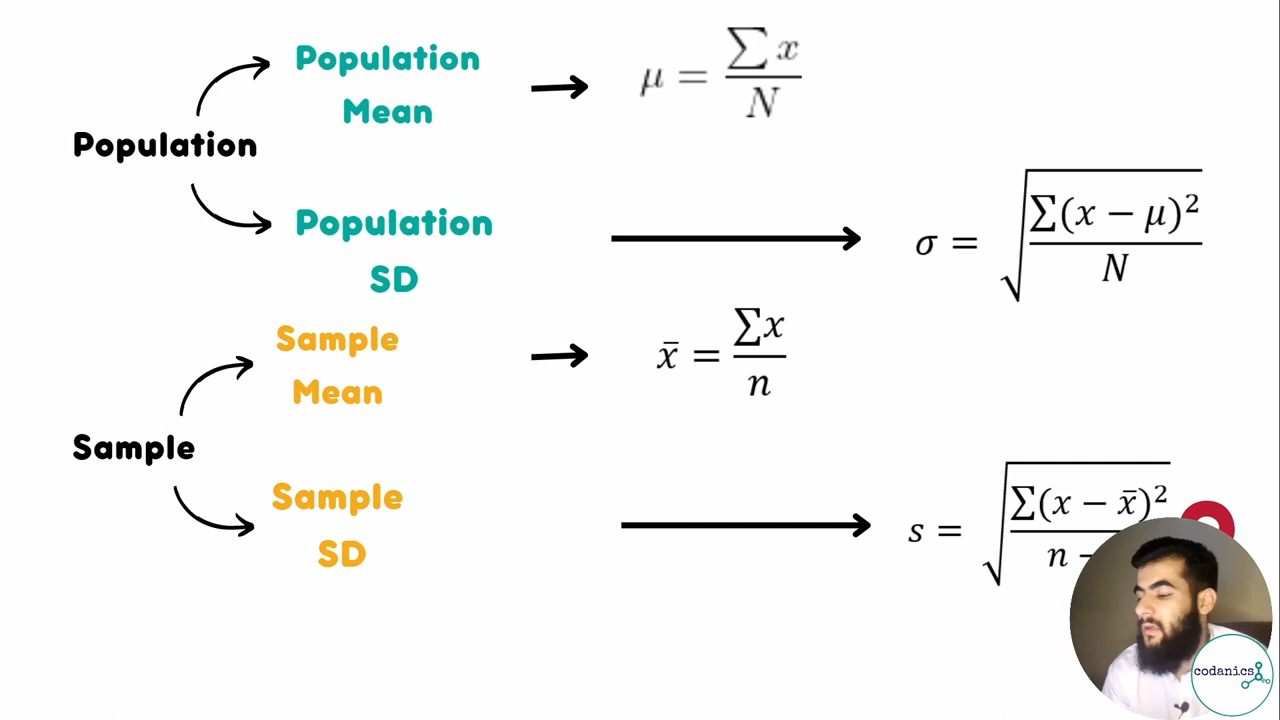 Population
Mean
μ = ∑ x / N
Population
Population
SD
σ = √(∑(x − μ)² / N)
Sample
Mean
x̄ = ∑x / n
Sample
Sample
SD
s = √(∑(x − x̄)² / n −
codanics